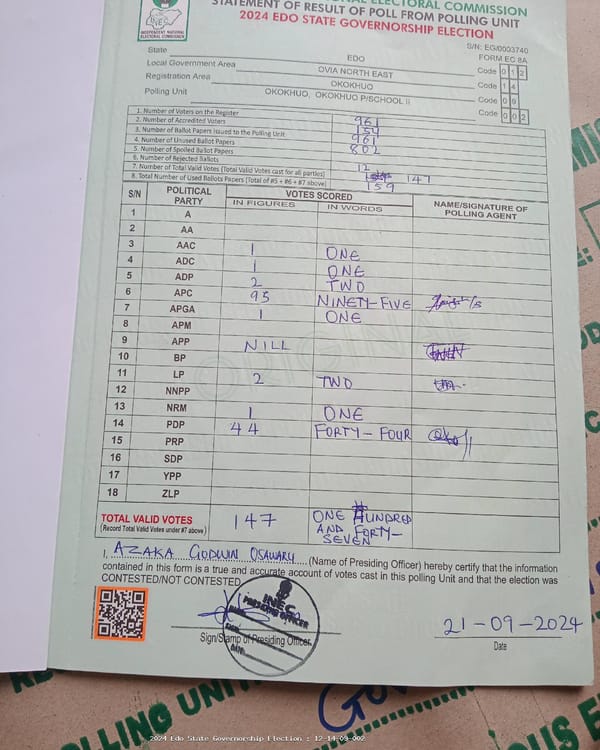 INEC
INDEPENDENT NATIONAL ELECTORAL COMMISSION
ELECTORAL COMMISSION
STATEMENT OF RESULT OF POLL FROM POLLING UNIT
2024 EDO STATE GOVERNORSHIP ELECTION
S/N: EG/0003740
FORM EC 8A
State EDO
Local Government Area OVIA NORTH EAST Code 0 1 2
Registration Area OKOKHUO Code 1 4
Polling Unit OKOKHUO, OKOKHUO P/SCHOOL II Code 0 9
Code 0 0 2
1. Number of Voters on the Register 961
2. Number of Accredited Voters 159
3. Number of Ballot Papers Issued to the Polling Unit 961
4. Number of Unused Ballot Papers 802
5. Number of Spoiled Ballot Papers
6. Number of Rejected Ballots 12
7. Number of Total Valid Votes (Total Valid Votes cast for all parties) 147
8. Total Number of Used Ballots Papers (Total of #5 + #6 + #7 above) 159
S/N POLITICAL PARTY VOTES SCORED NAME/SIGNATURE OF POLLING AGENT
IN FIGURES IN WORDS
1 A
2 AA
3 AAC
4 ADC 1 ONE
5 ADP 1 ONE
6 APC 2 TWO
95 NINETY-FIVE
7 APGA 1 ONE
8 APM
9 APP NILL
10 BP
11 LP 2 TWO
12 NNPP
13 NRM 1 ONE
14 PDP 44 FORTY-FOUR
15 PRP
16 SDP
17 YPP
18 ZLP
TOTAL VALID VOTES 147 ONE HUNDRED AND FORTY-SEVEN
(Record Total Valid Votes under #7 above)
I, AZAKA GODWIN OSAWARU (Name of Presiding Officer) hereby certify that the information
contained in this form is a true and accurate account of votes cast in this polling Unit and that the election was
CONTESTED/NOT CONTESTED
INEC
PRESIDING OFFICER
DATE
Sign/Stamp of Presiding Officer
21-09-2024
Date
ORIGINAL
POLLING UNIT
2024 Edo State Governorship Election : 12-14-09-002